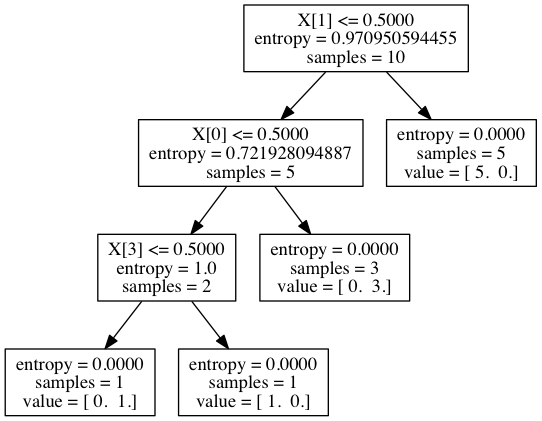 X[1] <= 0.5000
entropy = 0.970950594455
samples = 10
X[0] <= 0.5000
entropy = 0.721928094887
samples = 5
entropy = 0.0000
samples = 5
value = [ 5.  0.]
X[3] <= 0.5000
entropy = 1.0
samples = 2
entropy = 0.0000
samples = 3
value = [ 0.  3.]
entropy = 0.0000
samples = 1
value = [ 0.  1.]
entropy = 0.0000
samples = 1
value = [ 1.  0.]